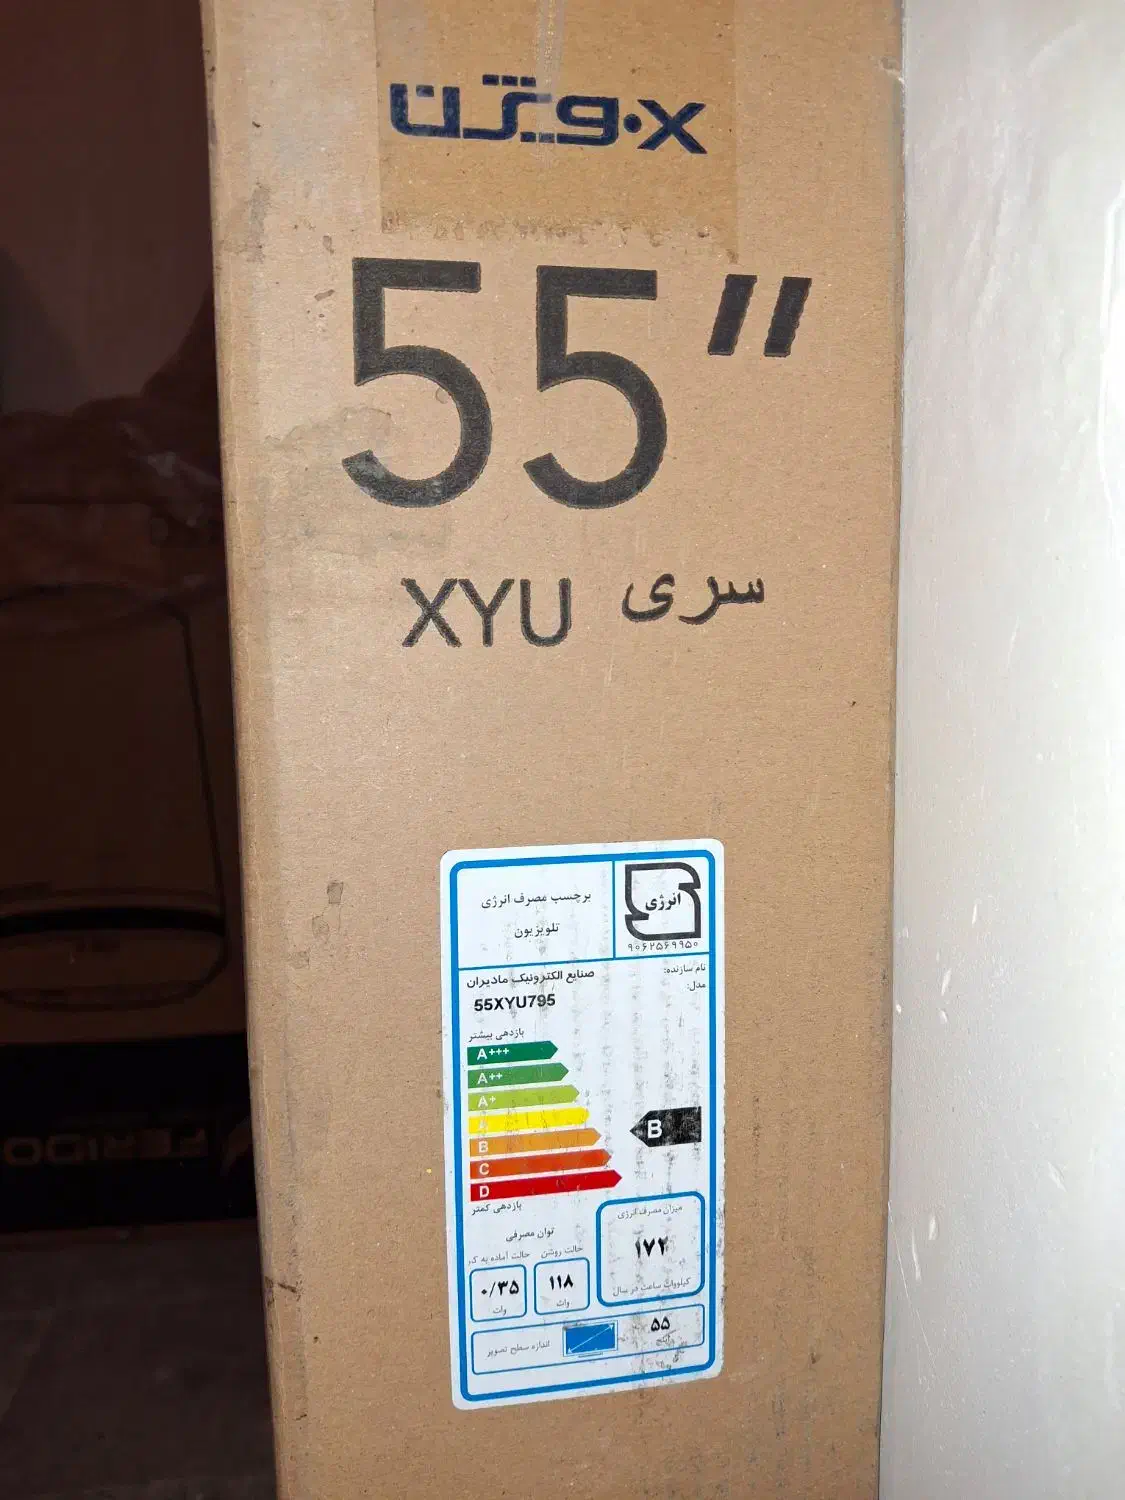 x.ویژن
55"
سری XYU
انرژی
۹۰۶۲۵۶۹۹۵۰
برچسب مصرف انرژی
تلویزیون
نام سازنده: صنایع الکترونیک مادیران
مدل: 55XYU795
بازدهی بیشتر
A+++
A++
A+
A
B
B
C
D
بازدهی کمتر
میزان مصرف انرژی
۱۷۲
کیلووات ساعت در سال
توان مصرفی
حالت روشن
۱۱۸
وات
حالت آماده به کار
۰/۳۵
وات
۵۵
اینچ
اندازه سطح تصویر